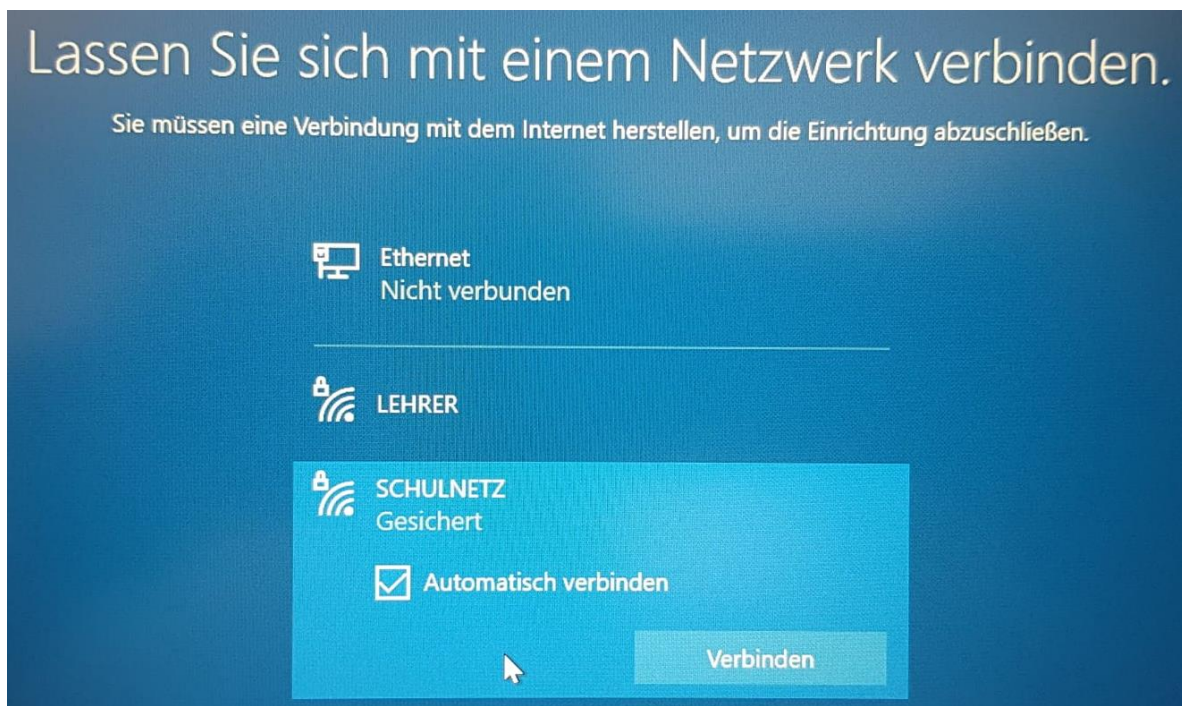 Lassen Sie sich mit einem Netzwerk verbinden.
Sie müssen eine Verbindung mit dem Internet herstellen, um die Einrichtung abzuschließen.
Ethernet
Nicht verbunden
LEHRER
SCHULNETZ
Gesichert
Automatisch verbinden
Verbinden